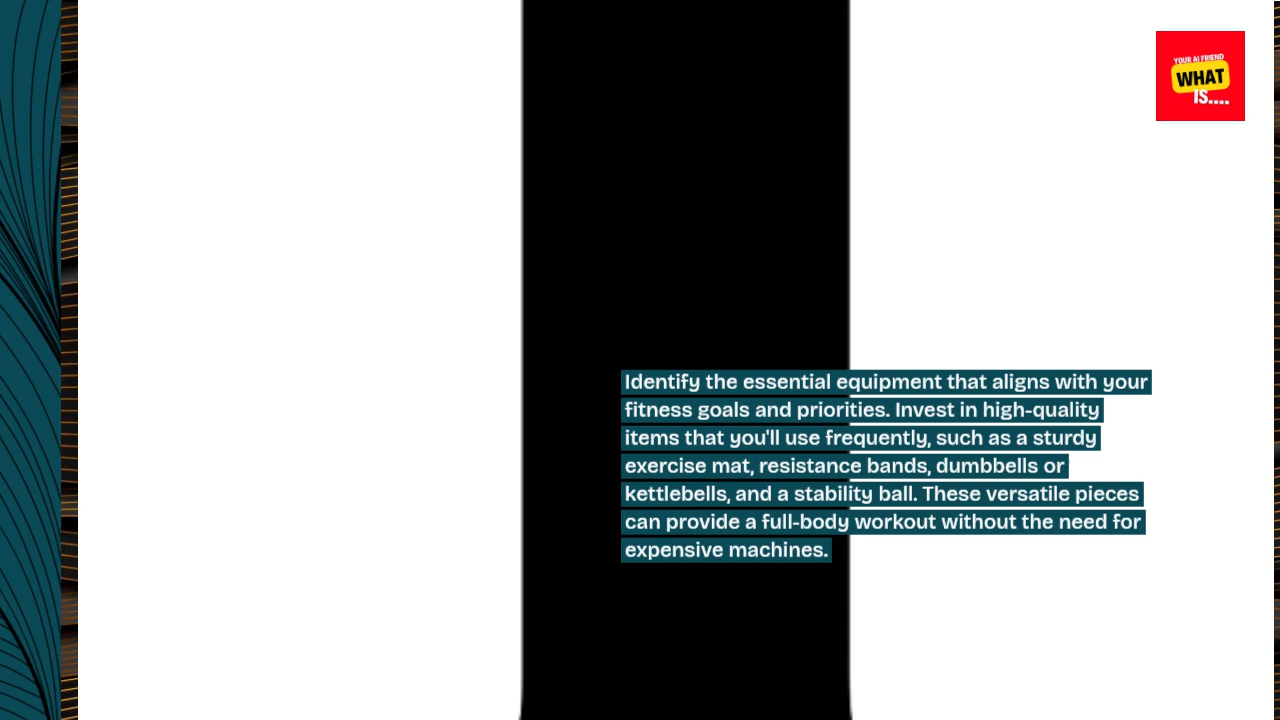 YOUR AI FRIEND
WHAT
IS....
Identify the essential equipment that aligns with your
fitness goals and priorities. Invest in high-quality
items that you'll use frequently, such as a sturdy
exercise mat, resistance bands, dumbbells or
kettlebells, and a stability ball. These versatile pieces
can provide a full-body workout without the need for
expensive machines.